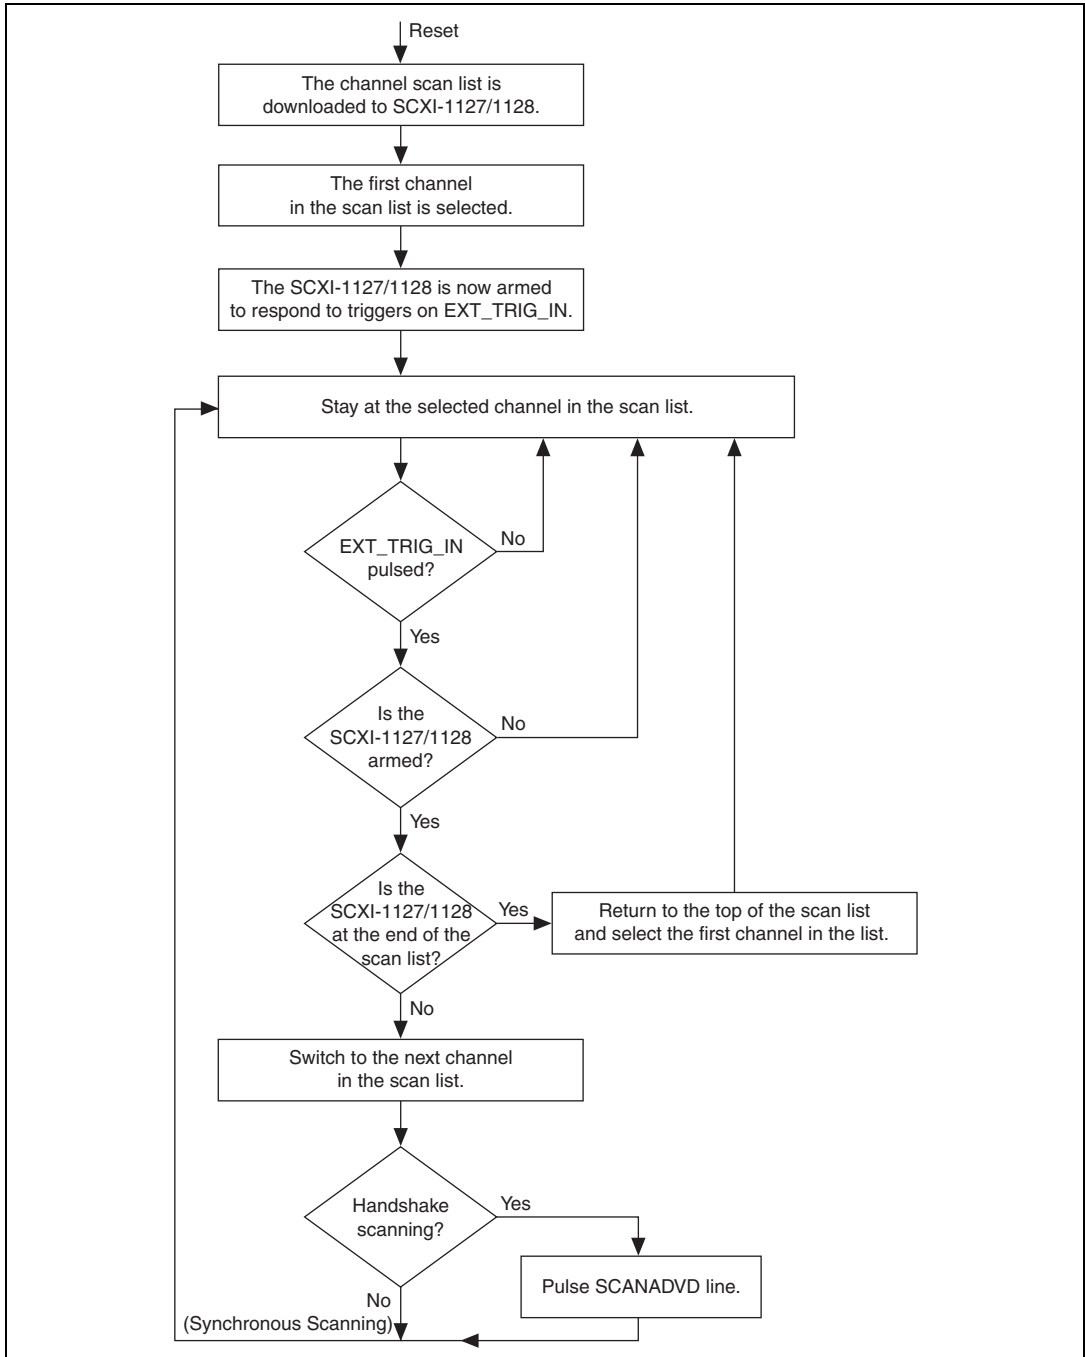 Reset
The channel scan list is
downloaded to SCXI-1127/1128.
The first channel
in the scan list is selected.
The SCXI-1127/1128 is now armed
to respond to triggers on EXT_TRIG_IN.
Stay at the selected channel in the scan list.
EXT_TRIG_IN
pulsed?
No
Yes
Is the
SCXI-1127/1128
armed?
No
Yes
Is the
SCXI-1127/1128
at the end of the
scan list?
Yes
Return to the top of the scan list
and select the first channel in the list.
No
Switch to the next channel
in the scan list.
Handshake
scanning?
Yes
Pulse SCANADVD line.
No
(Synchronous Scanning)